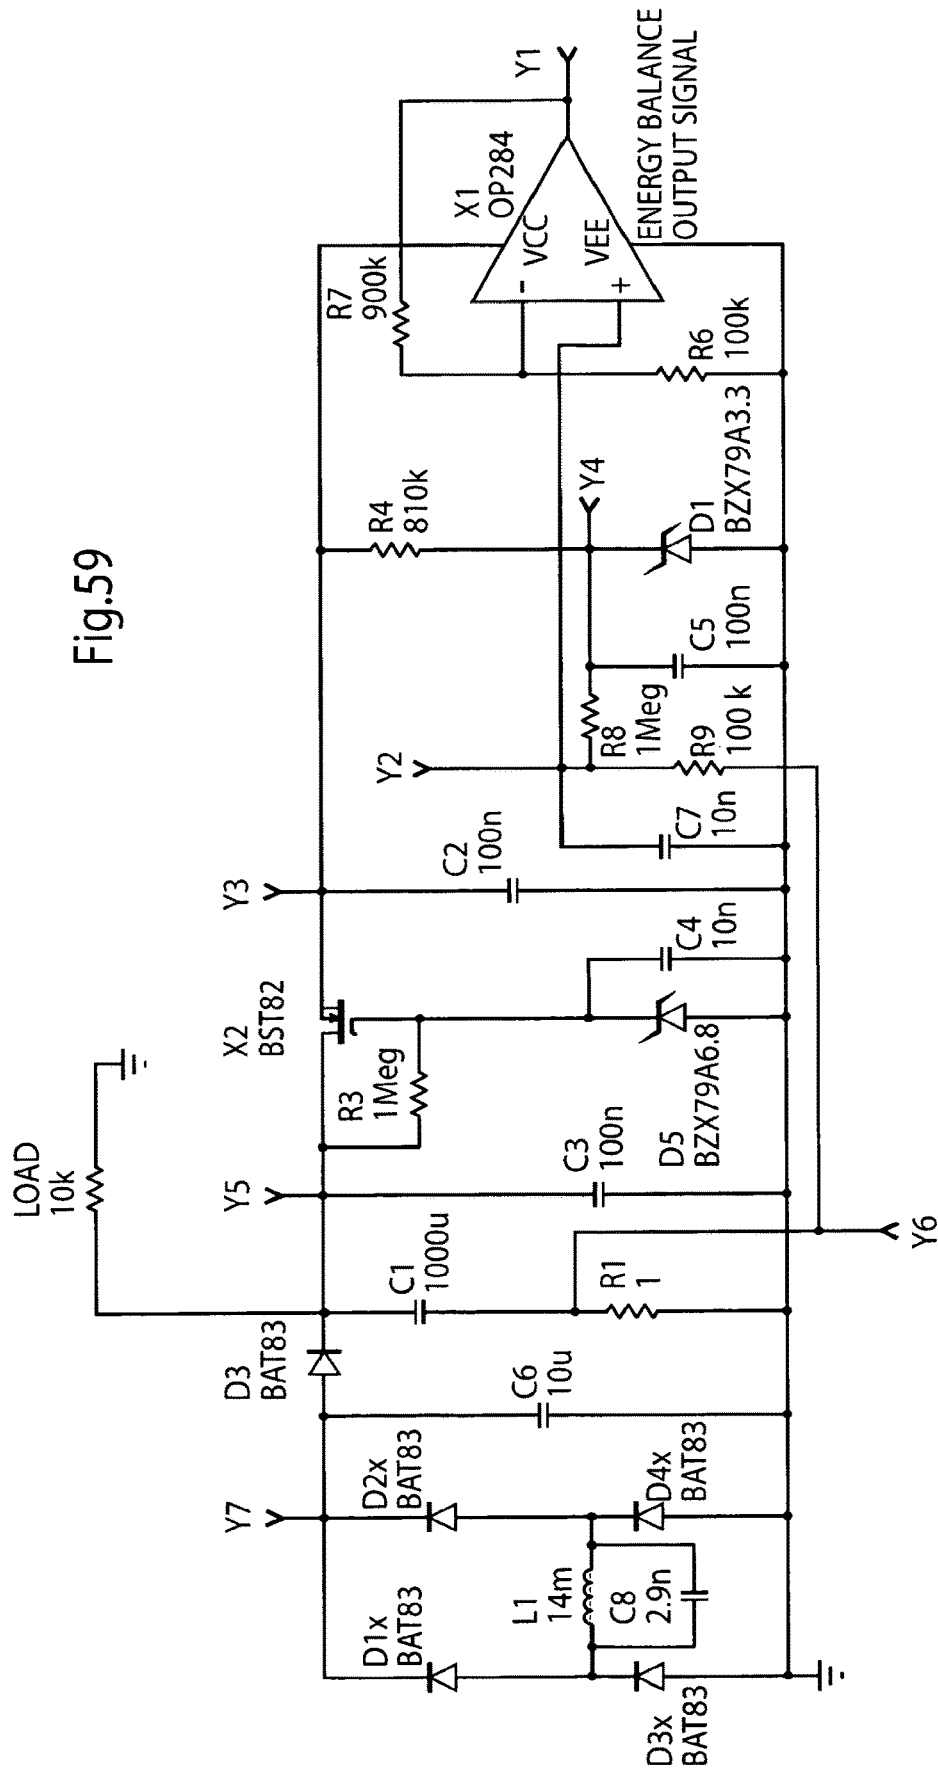 Fig.59
LOAD
10k
Y7
D3
BAT83
Y5
X2
BST82
Y3
D1x
BAT83
D2x
BAT83
C1
1000u
R3
1Meg
C2
100n
Y2
R4
810k
R7
900k
X1
OP284
Y1
L1
14m
C8
2.9n
C6
10u
R1
1
C3
100n
C4
10n
C7
10n
R8
1Meg
Y4
VCC
VEE
-
+
D3x
BAT83
D4x
BAT83
D5
BZX79A6.8
R9
100 k
C5
100n
D1
BZX79A3.3
R6
100k
ENERGY BALANCE
OUTPUT SIGNAL
Y6